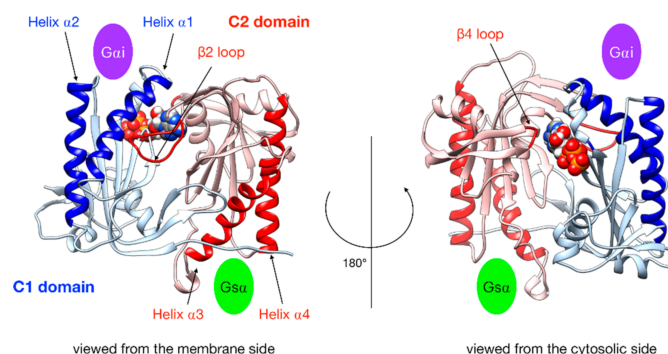 Helix α2
Gαi
Helix α1
C2 domain
β2 loop
C1 domain
Helix α3
Gsα
Helix α4
viewed from the membrane side
180°
β4 loop
Gαi
Gsα
viewed from the cytosolic side